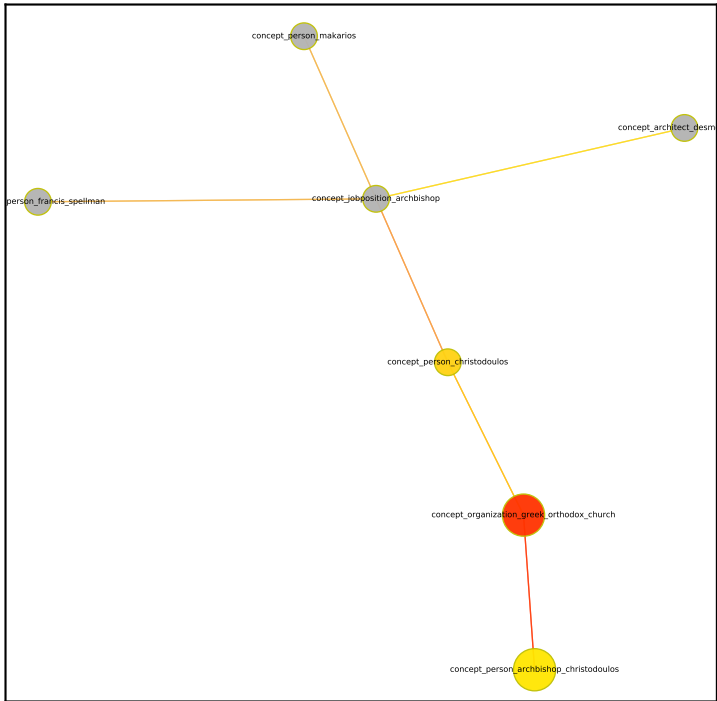 concept_person_makarios
concept_architect_desm
person_francis_spellman
concept_jobposition_archbishop
concept_person_christodoulos
concept_organization_greek_orthodox_church
concept_person_archbishop_christodoulos